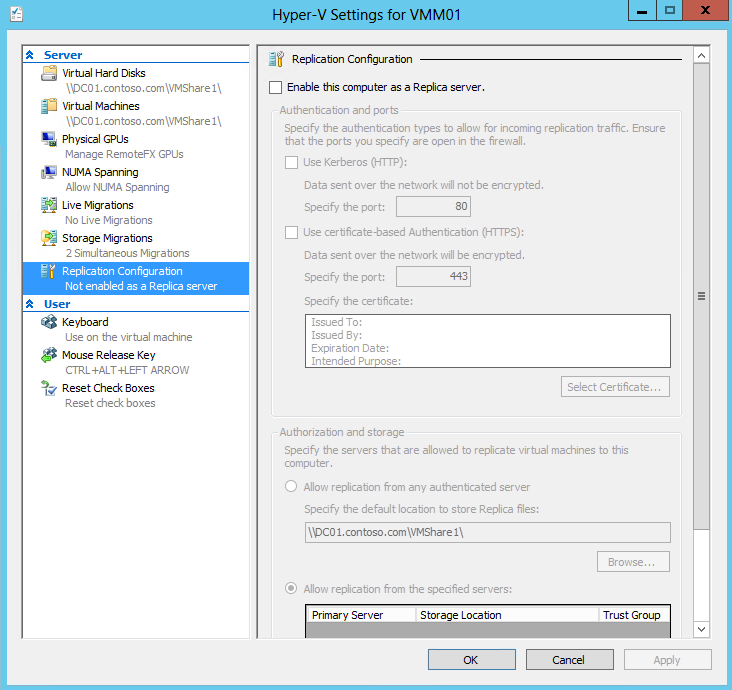 Hyper-V Settings for VMM01
Server
Virtual Hard Disks
\\DC01.contoso.com\VMShare1\
Virtual Machines
\\DC01.contoso.com\VMShare1\
Physical GPUs
Manage RemoteFX GPUs
NUMA Spanning
Allow NUMA Spanning
Live Migrations
No Live Migrations
Storage Migrations
2 Simultaneous Migrations
Replication Configuration
Not enabled as a Replica server
User
Keyboard
Use on the virtual machine
Mouse Release Key
CTRL+ALT+LEFT ARROW
Reset Check Boxes
Reset check boxes
Replication Configuration
Enable this computer as a Replica server.
Authentication and ports
Specify the authentication types to allow for incoming replication traffic. Ensure
that the ports you specify are open in the firewall.
Use Kerberos (HTTP):
Data sent over the network will not be encrypted.
Specify the port: 80
Use certificate-based Authentication (HTTPS):
Data sent over the network will be encrypted.
Specify the port: 443
Specify the certificate:
Issued To:
Issued By:
Expiration Date:
Intended Purpose:
Select Certificate...
Authorization and storage
Specify the servers that are allowed to replicate virtual machines to this
computer.
Allow replication from any authenticated server
Specify the default location to store Replica files:
\\DC01.contoso.com\VMShare1\
Browse...
Allow replication from the specified servers:
Primary Server Storage Location Trust Group
OK Cancel Apply